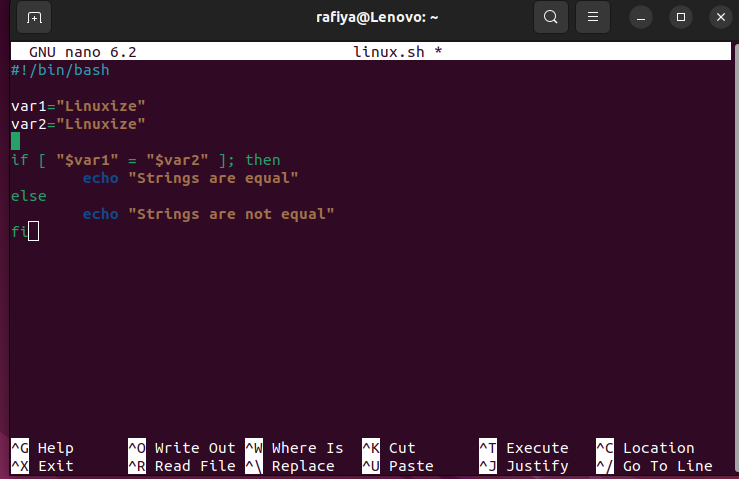 rafiya@Lenovo: ~
GNU nano 6.2 linux.sh *
#!/bin/bash
var1="Linuxize"
var2="Linuxize"
if [ "$var1" = "$var2" ]; then
echo "Strings are equal"
else
echo "Strings are not equal"
fi
^G Help ^O Write Out ^W Where Is ^K Cut ^T Execute ^C Location
^X Exit ^R Read File ^\ Replace ^U Paste ^J Justify ^/ Go To Line